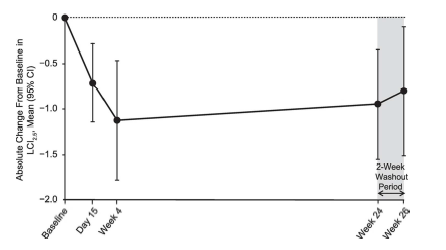 Absolute Change From Baseline in
LCI2.5, Mean (95% CI)
0
−0.5
−1.0
−1.5
−2.0
2-Week
Washout
Period
Baseline
Day 15
Week 4
Week 24
Week 26